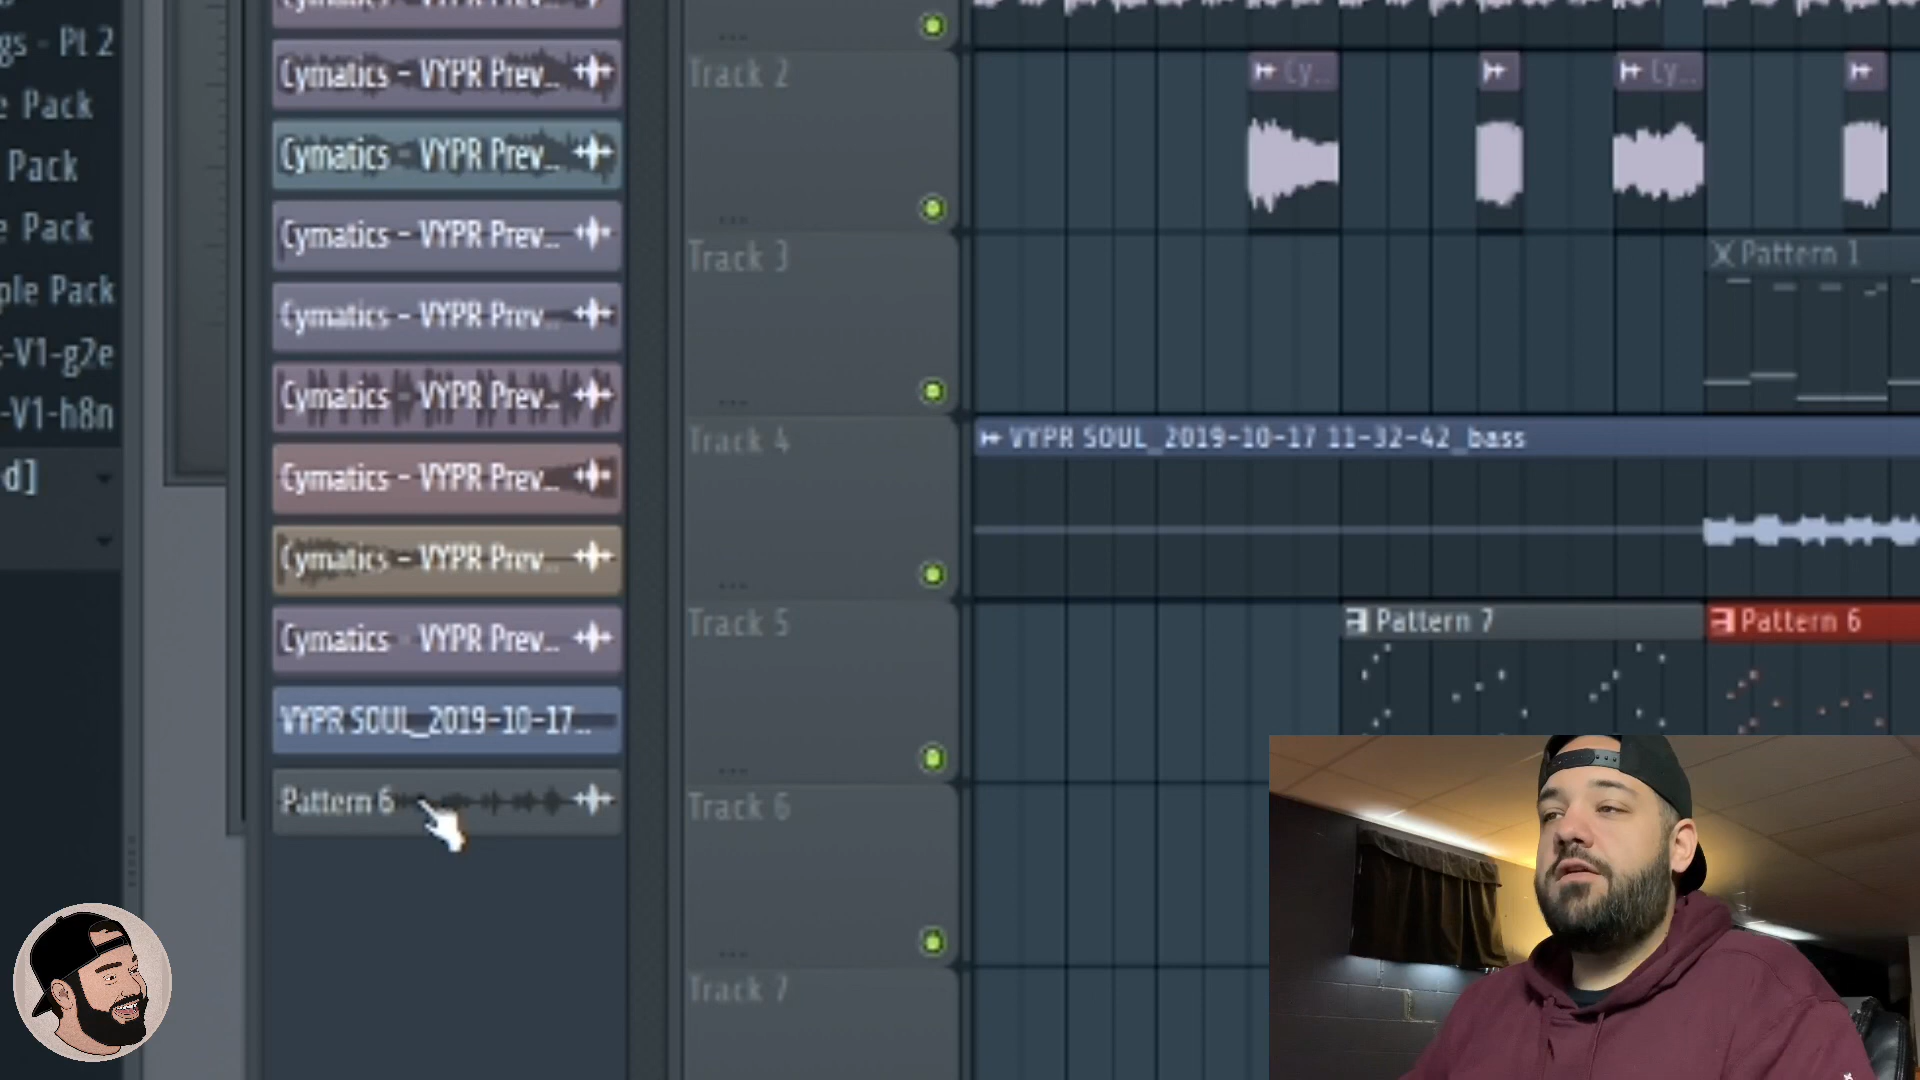 gs - Pt 2
e Pack
Pack
e Pack
ple Pack
-V1-g2e
-V1-h8n
d]
Cymatics - VYPR Prev...
Cymatics - VYPR Prev...
Cymatics - VYPR Prev...
Cymatics - VYPR Prev...
Cymatics - VYPR Prev...
Cymatics - VYPR Prev...
Cymatics - VYPR Prev...
Cymatics - VYPR Prev...
VYPR SOUL_2019-10-17...
Pattern 6
Track 2
Cy...
Cy...
Track 3
Pattern 1
Track 4
VYPR SOUL_2019-10-17 11-32-42_bass
Track 5
Pattern 7
Pattern 6
Track 6
Track 7